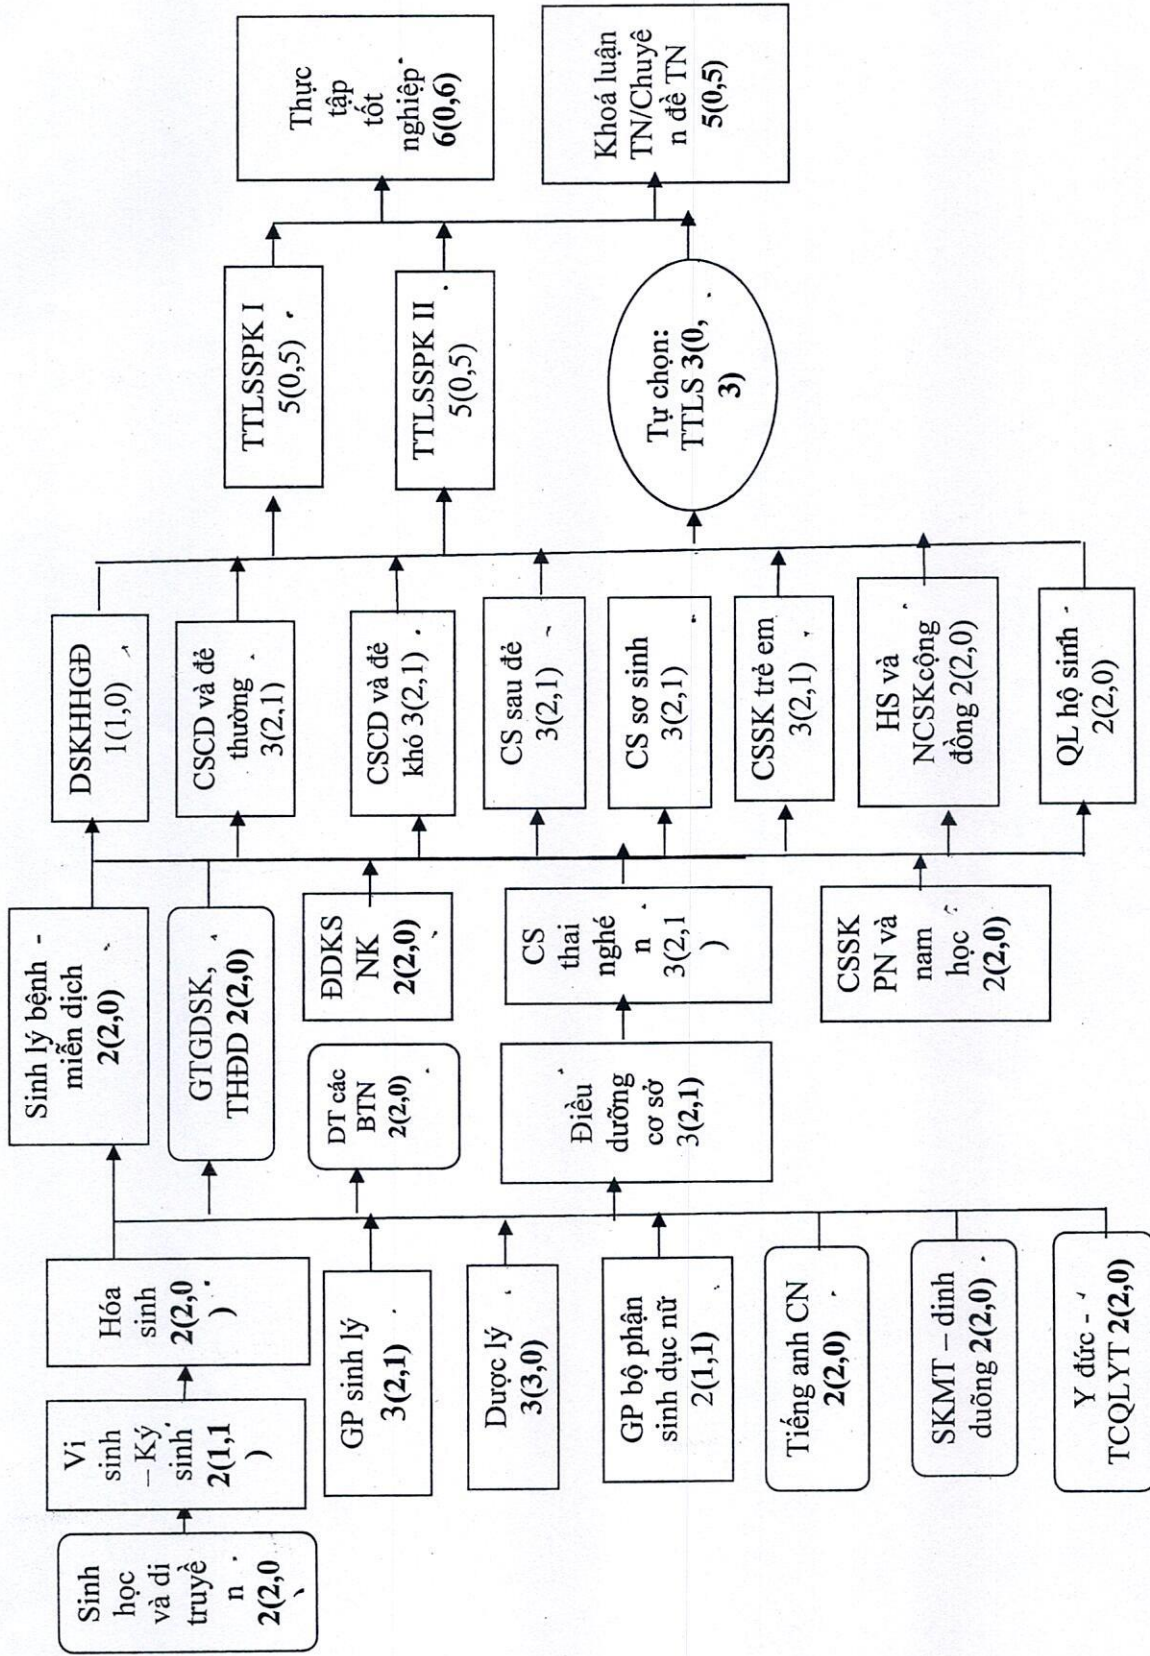 Sinh
học
và di
truyề
n
2(2,0
Vi
sinh
– Ký
sinh
2(1,1
)
Hóa
sinh
2(2,0
)
GP sinh lý
3(2,1)
Dược lý
3(3,0)
GP bộ phận
sinh dục nữ
2(1,1)
Tiếng anh CN
2(2,0)
SKMT – dinh
duõng 2(2,0)
Y đức -
TCQLYT 2(2,0)
Sinh lý bệnh -
miễn dịch
2(2,0)
GTGDSK,
THĐD 2(2,0)
DT các
BTN
2(2,0)
Điều
dưỡng
cơ sở
3(2,1)
ĐDKS
NK
2(2,0)
CS
thai
nghé
n
3(2,1
)
CSSK
PN và
nam
học
2(2,0)
DSKHHGĐ
1(1,0)
CSCD và đẻ
thường
3(2,1)
CSCD và đẻ
khó 3(2,1)
CS sau đẻ
3(2,1)
CS sơ sinh
3(2,1)
CSSK trẻ em
3(2,1)
HS và
NCSKcộng
đồng 2(2,0)
QL hộ sinh
2(2,0)
TTLSSPK I
5(0,5)
TTLSSPK II
5(0,5)
Tự chọn:
TTLS 3(0,
3)
Thực
tập
tốt
nghiệp
6(0,6)
Khoá luận
TN/Chuyê
n đề TN
5(0,5)